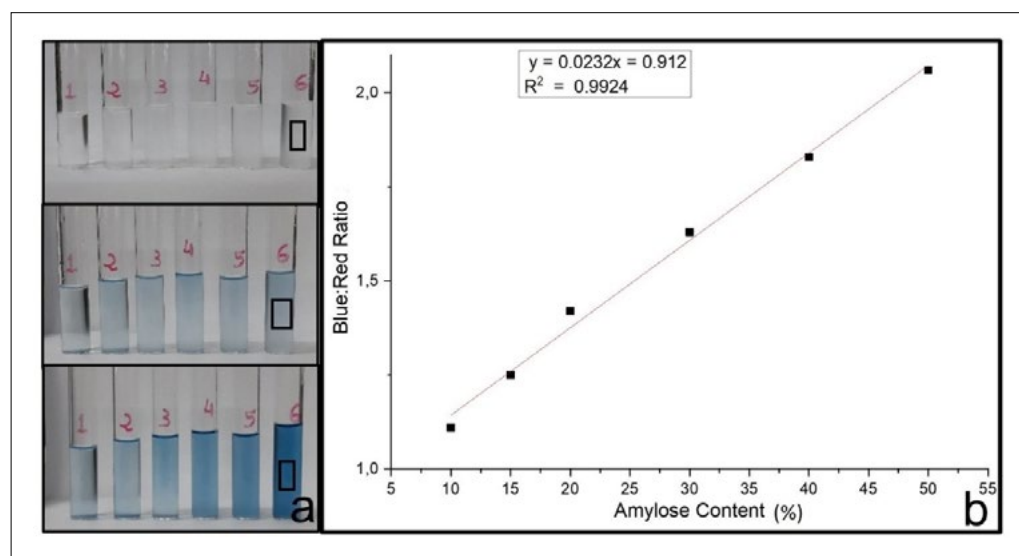 1 2 3 4 5 6
1 2 3 4 5 6
1 2 3 4 5 6
a
y = 0.0232x = 0.912
R² = 0.9924
2,0
1,5
1,0
Blue:Red Ratio
5 10 15 20 25 30 35 40 45 50 55
Amylose Content (%)
b